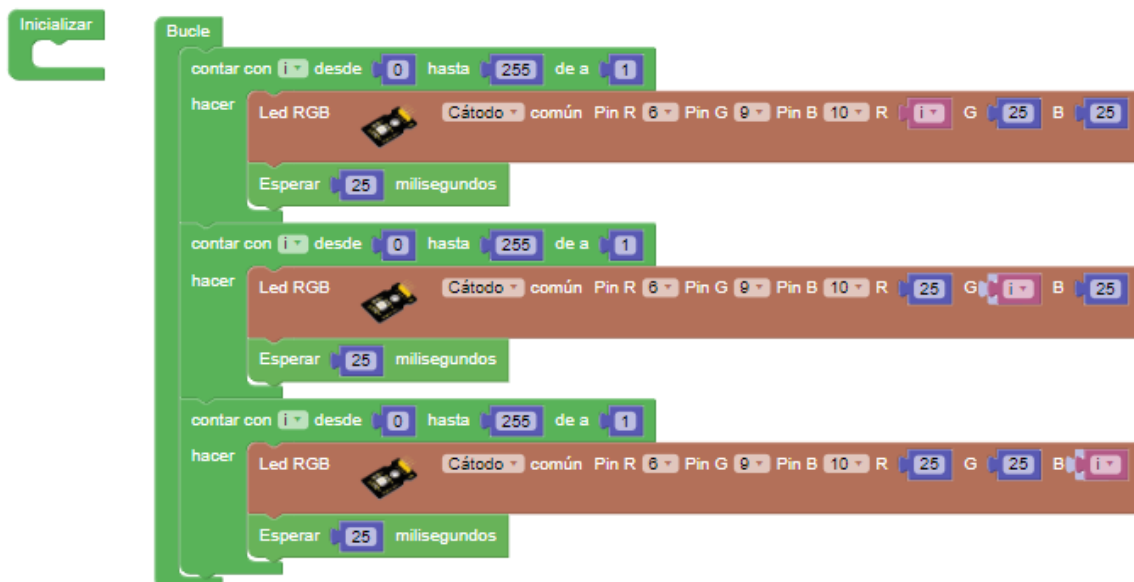 Inicializar
Bucle
contar con i desde 0 hasta 255 de a 1
hacer
Led RGB Cátodo común Pin R 6 Pin G 9 Pin B 10 R i G 25 B 25
Esperar 25 milisegundos
contar con i desde 0 hasta 255 de a 1
hacer
Led RGB Cátodo común Pin R 6 Pin G 9 Pin B 10 R 25 G i B 25
Esperar 25 milisegundos
contar con i desde 0 hasta 255 de a 1
hacer
Led RGB Cátodo común Pin R 6 Pin G 9 Pin B 10 R 25 G 25 B i
Esperar 25 milisegundos